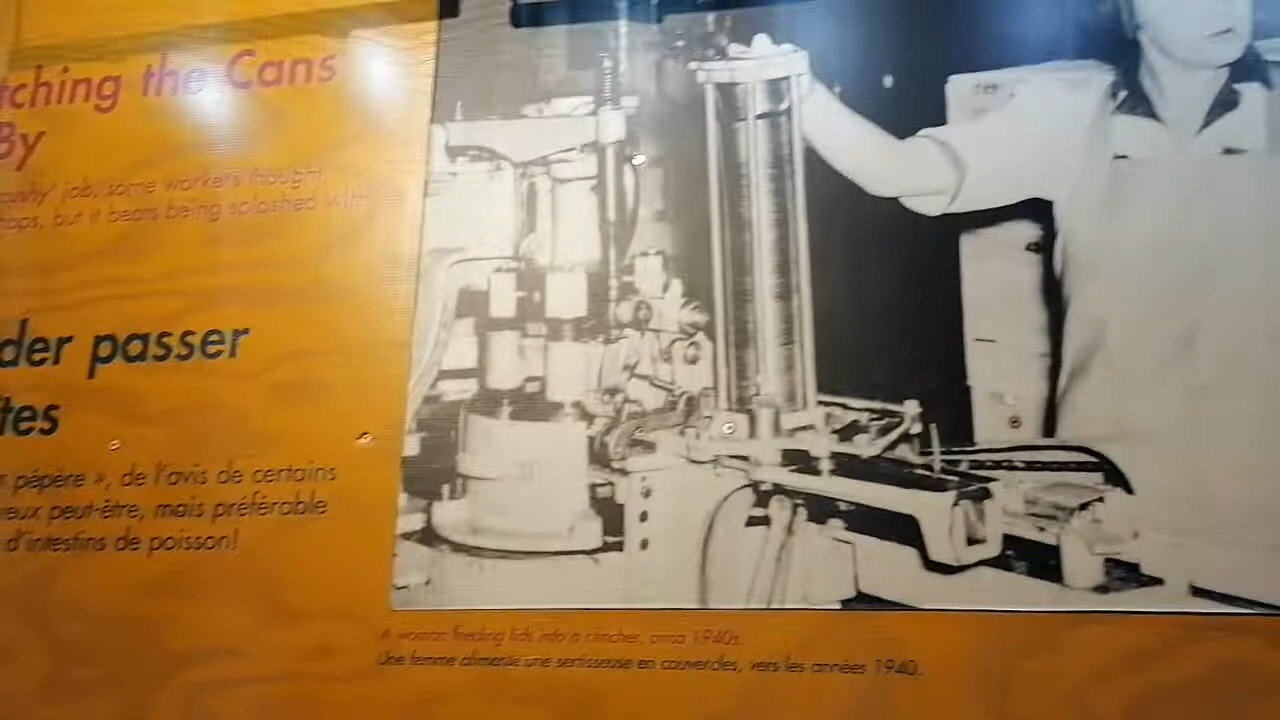 tching the Cans
By
cushy' job, some workers thought.
haps, but it beats being splashed with
der passer
tes
pépère », de l'avis de certains
eux peut-être, mais préférable
d'intestins de poisson!
A woman feeding lids into a clincher, circa 1940s.
Une femme alimente une sertisseuse en couvercles, vers les années 1940.